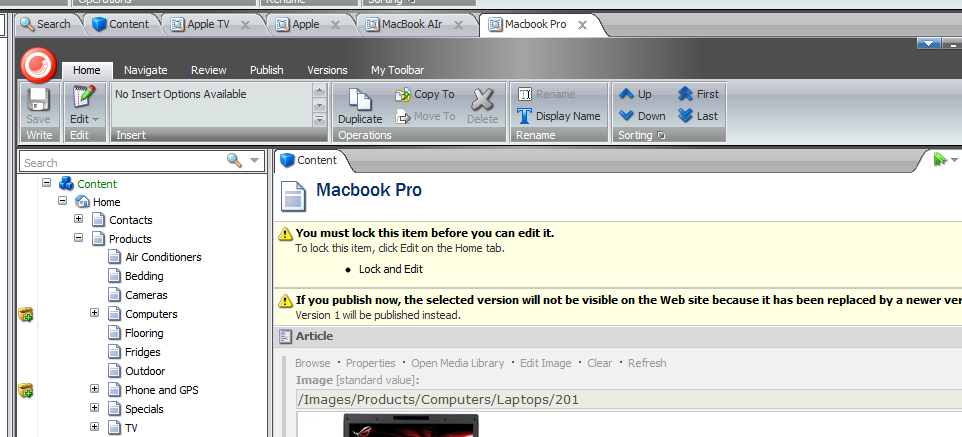 Operations Rename Sorting
Search Content Apple TV Apple MacBook AIr Macbook Pro
Home Navigate Review Publish Versions My Toolbar
No Insert Options Available
Save Edit Duplicate Copy To Move To Delete Rename Display Name Up Down First Last
Write Edit Insert Operations Rename Sorting
Search
Content
Home
Contacts
Products
Air Conditioners
Bedding
Cameras
Computers
Flooring
Fridges
Outdoor
Phone and GPS
Specials
TV
Content
Macbook Pro
You must lock this item before you can edit it.
To lock this item, click Edit on the Home tab.
• Lock and Edit
If you publish now, the selected version will not be visible on the Web site because it has been replaced by a newer ver
Version 1 will be published instead.
Article
Browse · Properties · Open Media Library · Edit Image · Clear · Refresh
Image [standard value]:
/Images/Products/Computers/Laptops/201